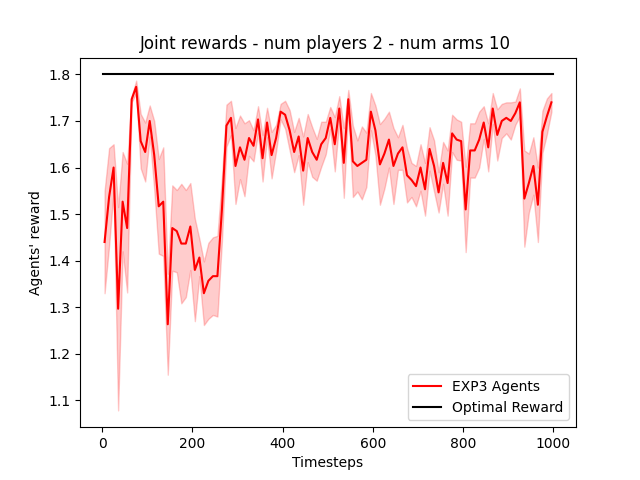 Joint rewards - num players 2 - num arms 10
Agents' reward
1.8
1.7
1.6
1.5
1.4
1.3
1.2
1.1
0
200
400
600
800
1000
Timesteps
EXP3 Agents
Optimal Reward